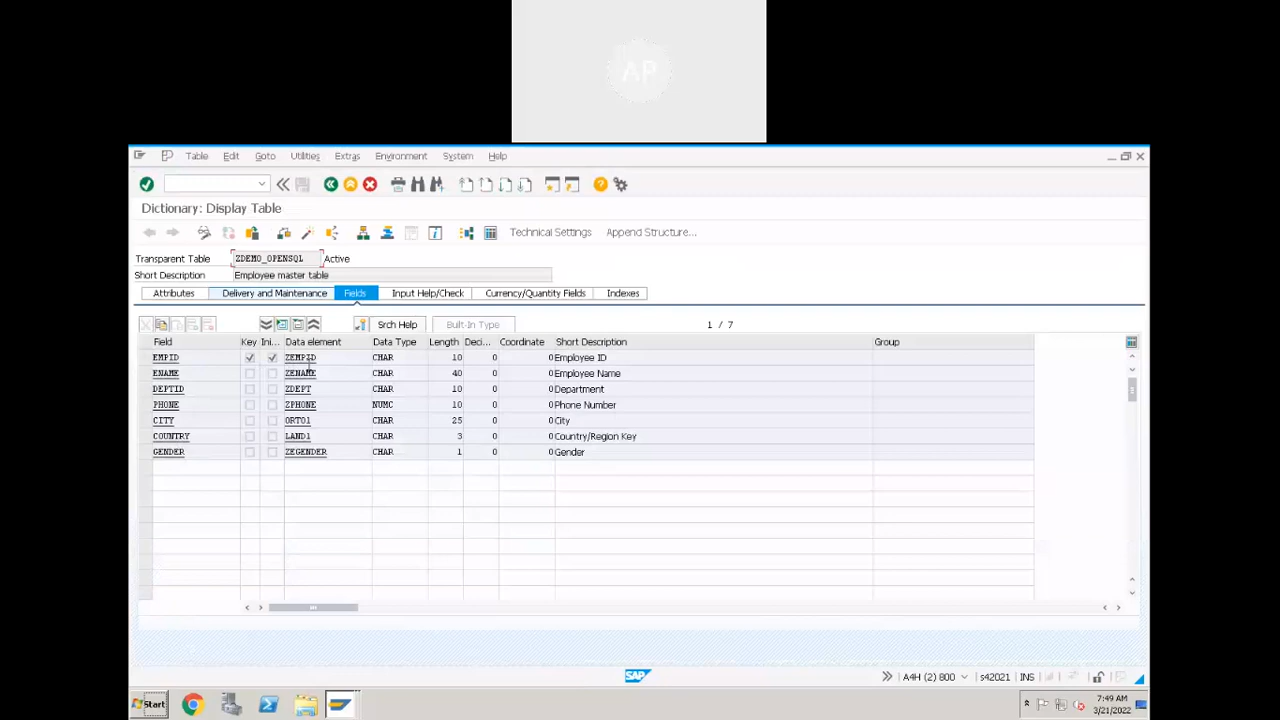 AP
Table Edit Goto Utilities Extras Environment System Help
Dictionary: Display Table
Technical Settings Append Structure...
Transparent Table ZDEMO_OPENSQL Active
Short Description Employee master table
Attributes Delivery and Maintenance Fields Input Help/Check Currency/Quantity Fields Indexes
Srch Help Built-In Type 1 / 7
Field Key Ini... Data element Data Type Length Deci... Coordinate Short Description Group
EMPID ZEMPID CHAR 10 0 0 Employee ID
ENAME ZENAME CHAR 40 0 0 Employee Name
DEPTID ZDEPT CHAR 10 0 0 Department
PHONE ZPHONE NUMC 10 0 0 Phone Number
CITY ORT01 CHAR 25 0 0 City
COUNTRY LAND1 CHAR 3 0 0 Country/Region Key
GENDER ZEGENDER CHAR 1 0 0 Gender
SAP A4H (2) 800 s42021 INS
Start 7:49 AM
3/21/2022